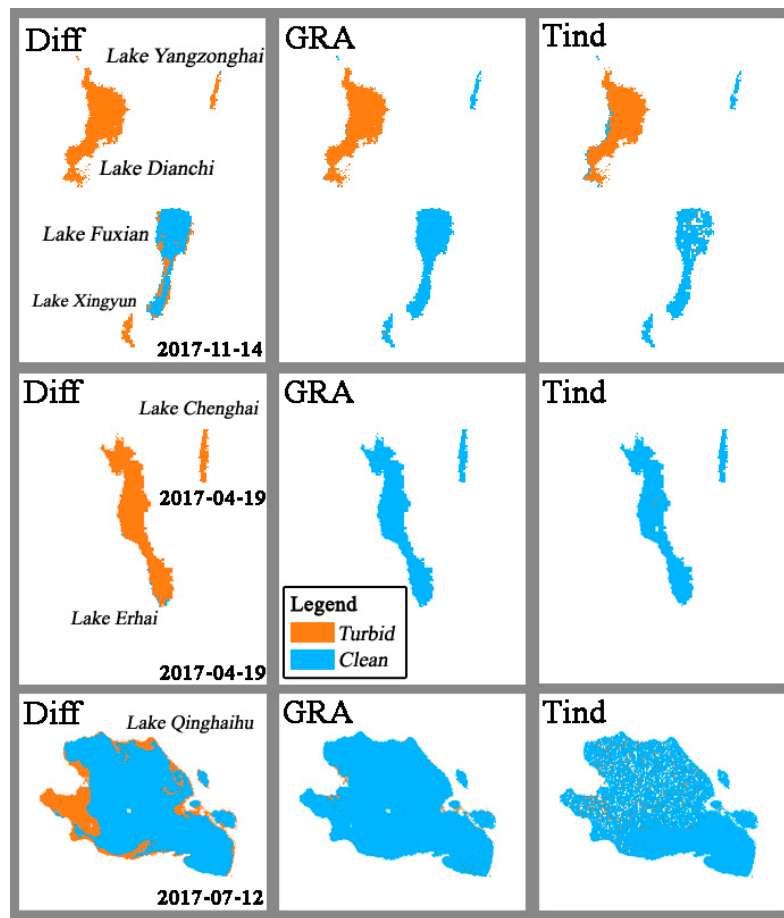 Diff
GRA
Tind
Lake Yangzonghai
Lake Dianchi
Lake Fuxian
Lake Xingyun
2017-11-14
Diff
GRA
Tind
Lake Chenghai
2017-04-19
Lake Erhai
2017-04-19
Legend
Turbid
Clean
Diff
GRA
Tind
Lake Qinghaihu
2017-07-12